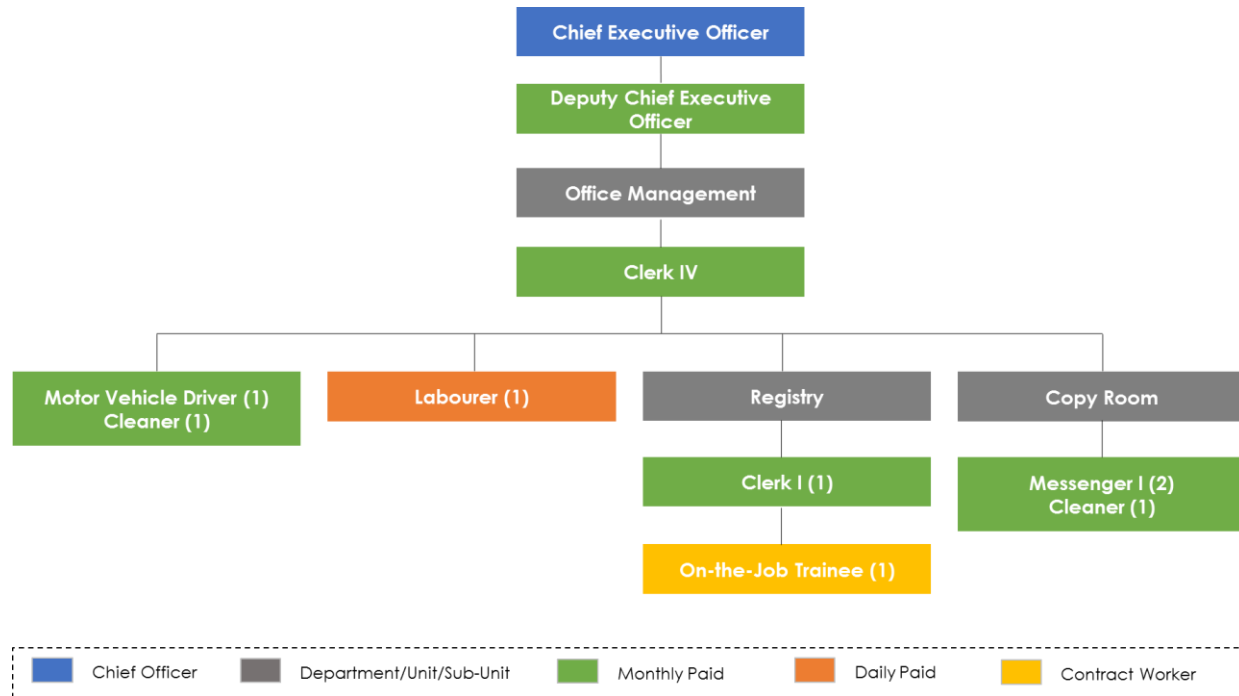 Chief Executive Officer
Deputy Chief Executive
Officer
Office Management
Clerk IV
Motor Vehicle Driver (1)
Cleaner (1)
Labourer (1)
Registry
Copy Room
Clerk I (1)
Messenger I (2)
Cleaner (1)
On-the-Job Trainee (1)
Chief Officer
Department/Unit/Sub-Unit
Monthly Paid
Daily Paid
Contract Worker